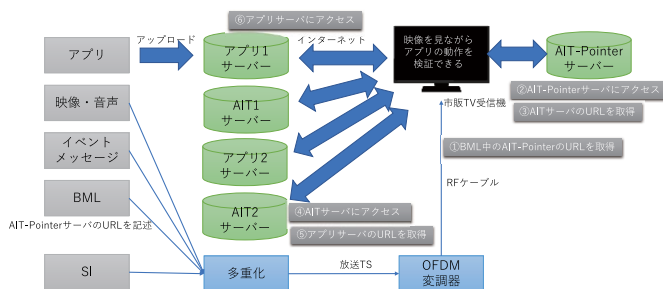 ⑥アプリサーバにアクセス
アップロード
インターネット
アプリ
アプリ1
サーバー
映像を見ながら
アプリの動作を
検証できる
AIT-Pointer
サーバー
市販TV受信機
②AIT-Pointerサーバにアクセス
③AITサーバのURLを取得
映像・音声
AIT1
サーバー
イベント
メッセージ
アプリ2
サーバー
①BML中のAIT-PointerのURLを取得
RFケーブル
BML
AIT-PointerサーバのURLを記述
AIT2
サーバー
④AITサーバにアクセス
⑤アプリサーバのURLを取得
SI
多重化
放送TS
OFDM
変調器